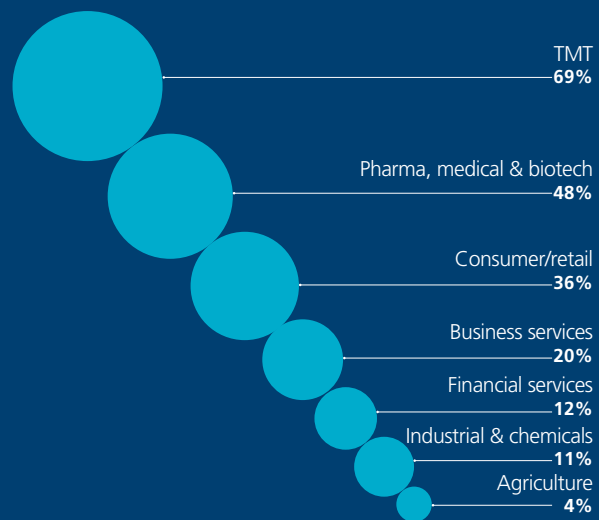 TMT
69%
Pharma, medical & biotech
48%
Consumer/retail
36%
Business services
20%
Financial services
12%
Industrial & chemicals
11%
Agriculture
4%